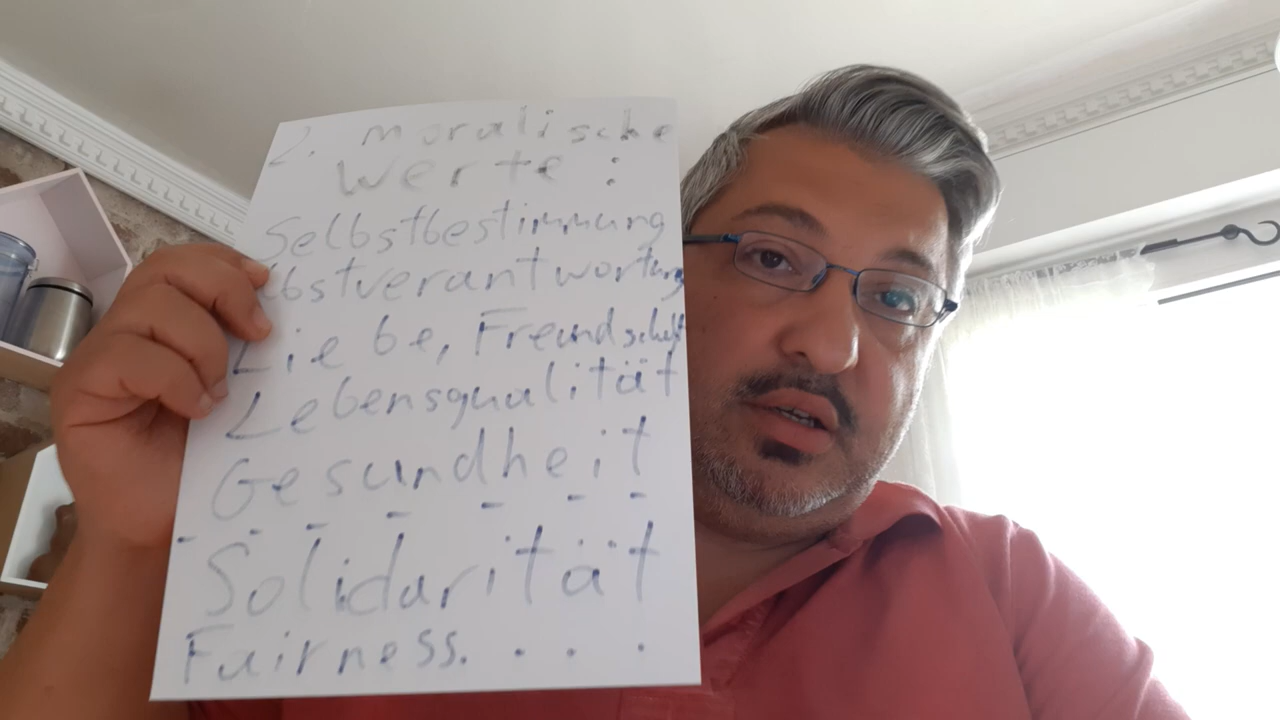 2. moralische
Werte :
Selbstbestimmung
lbstverantwortung
Liebe, Freundschaft
Lebensqualität
Gesundheit
- - - - - - -
Solidarität
Fairness. . . .